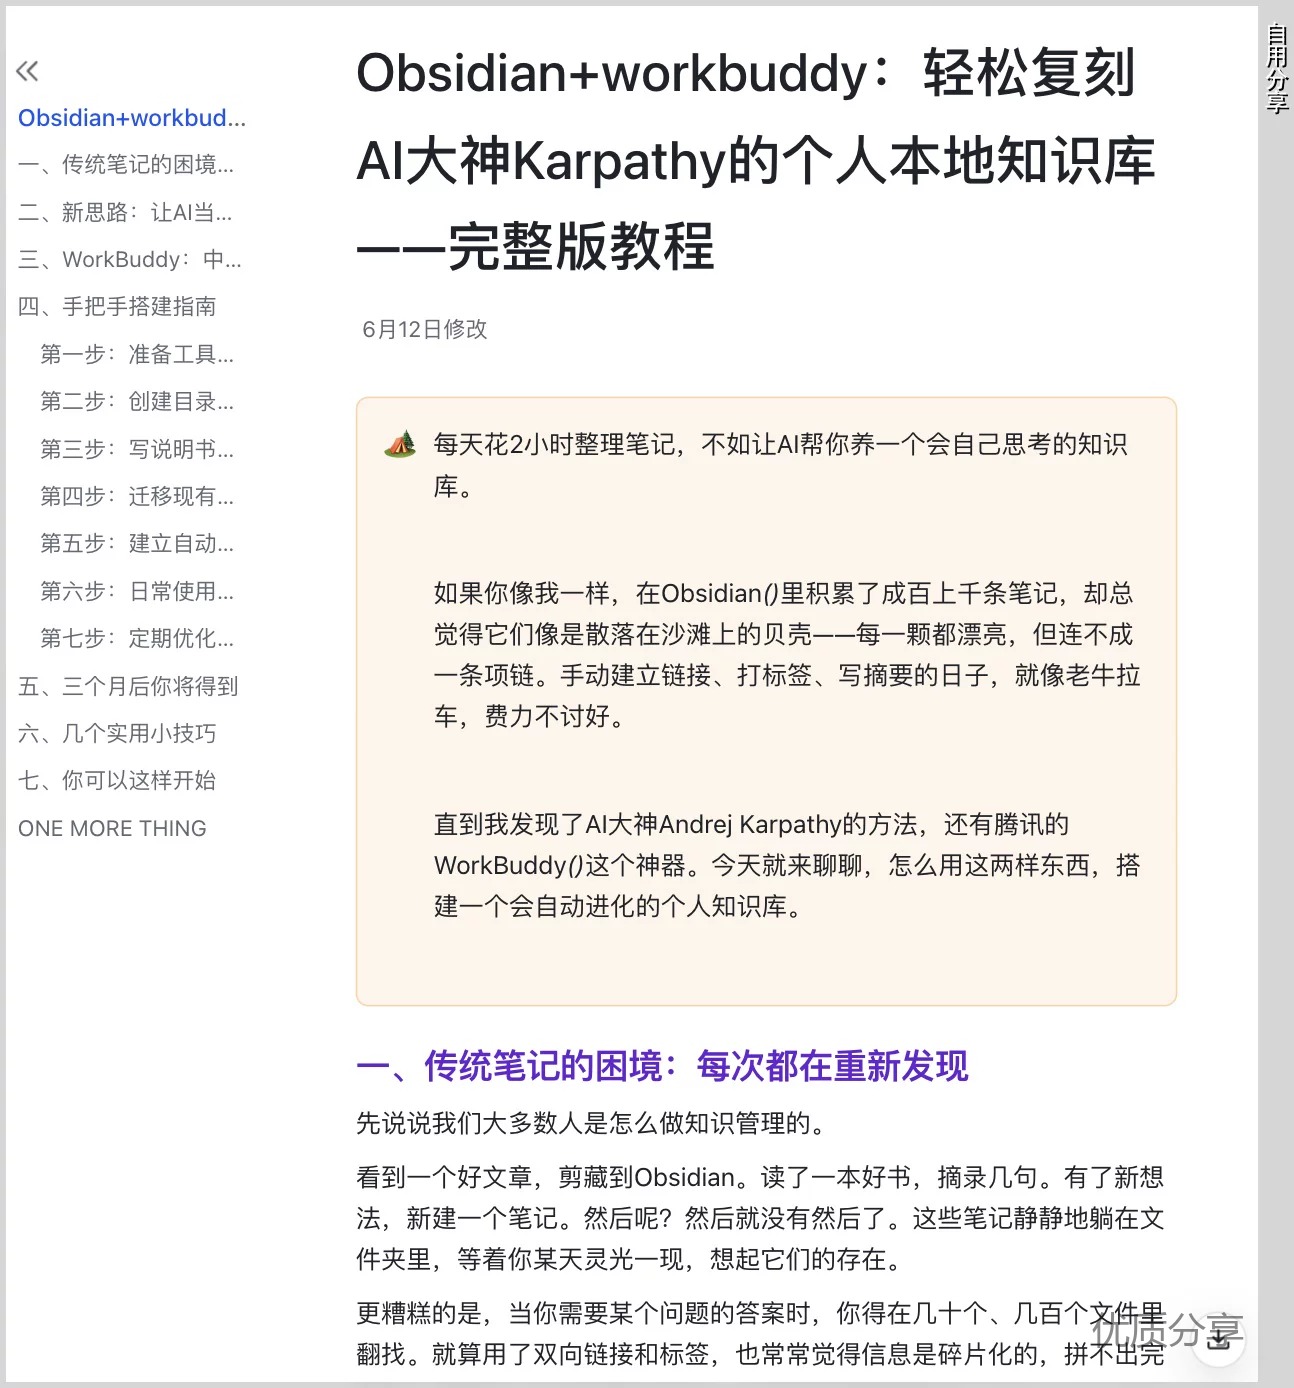 Obsidian+workbud...
一、传统笔记的困境...
二、新思路：让AI当...
三、WorkBuddy：中...
四、手把手搭建指南
第一步：准备工具...
第二步：创建目录...
第三步：写说明书...
第四步：迁移现有...
第五步：建立自动...
第六步：日常使用...
第七步：定期优化...
五、三个月后你将得到
六、几个实用小技巧
七、你可以这样开始
ONE MORE THING
Obsidian+workbuddy：轻松复刻
AI大神Karpathy的个人本地知识库
——完整版教程
6月12日修改
每天花2小时整理笔记，不如让AI帮你养一个会自己思考的知识
库。
如果你像我一样，在Obsidian()里积累了成百上千条笔记，却总
觉得它们像是散落在沙滩上的贝壳——每一颗都漂亮，但连不成
一条项链。手动建立链接、打标签、写摘要的日子，就像老牛拉
车，费力不讨好。
直到我发现了AI大神Andrej Karpathy的方法，还有腾讯的
WorkBuddy()这个神器。今天就来聊聊，怎么用这两样东西，搭
建一个会自动进化的个人知识库。
一、传统笔记的困境：每次都在重新发现
先说说我们大多数人是怎么做知识管理的。
看到一个好文章，剪藏到Obsidian。读了一本好书，摘录几句。有了新想
法，新建一个笔记。然后呢？然后就没有然后了。这些笔记静静地躺在文
件夹里，等着你某天灵光一现，想起它们的存在。
更糟糕的是，当你需要某个问题的答案时，你得在几十个、几百个文件里
翻找。就算用了双向链接和标签，也常常觉得信息是碎片化的，拼不出完
自用分享
优质分享